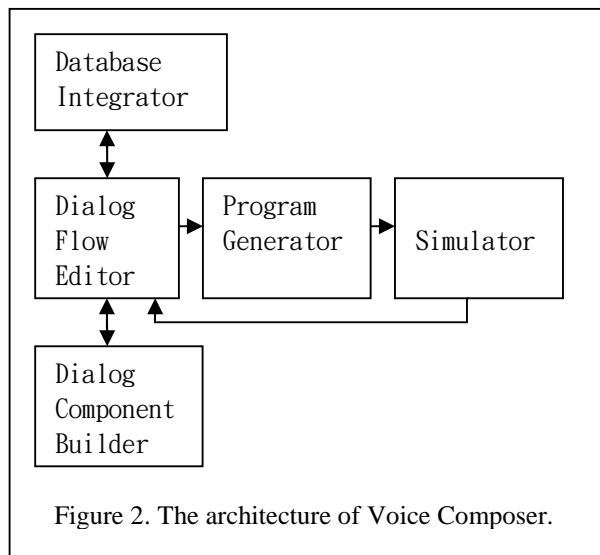 Database
Integrator
Dialog
Flow
Editor
Program
Generator
Simulator
Dialog
Component
Builder
Figure 2. The architecture of Voice Composer.